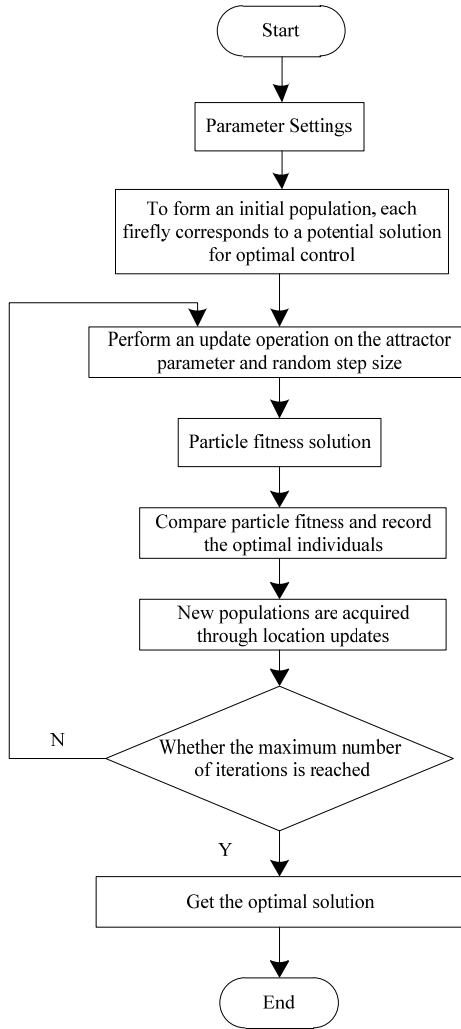 Start
Parameter Settings
To form an initial population, each
firefly corresponds to a potential solution
for optimal control
Perform an update operation on the attractor
parameter and random step size
Particle fitness solution
Compare particle fitness and record
the optimal individuals
New populations are acquired
through location updates
N
Whether the maximum number
of iterations is reached
Y
Get the optimal solution
End